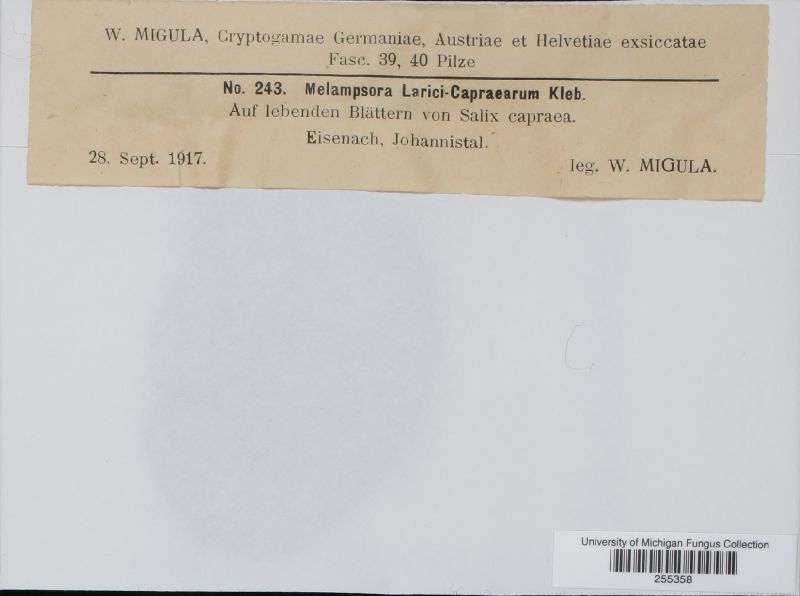 W. MIGULA, Cryptogamae Germaniae, Austriae et Helvetiae exsiccatae
Fasc. 39, 40 Pilze
No. 243. Melampsora Larici-Capraearum Kleb.
Auf lebenden Blättern von Salix capraea.
Eisenach, Johannistal.
28. Sept. 1917.
leg. W. MIGULA.
University of Michigan Fungus Collection
255358